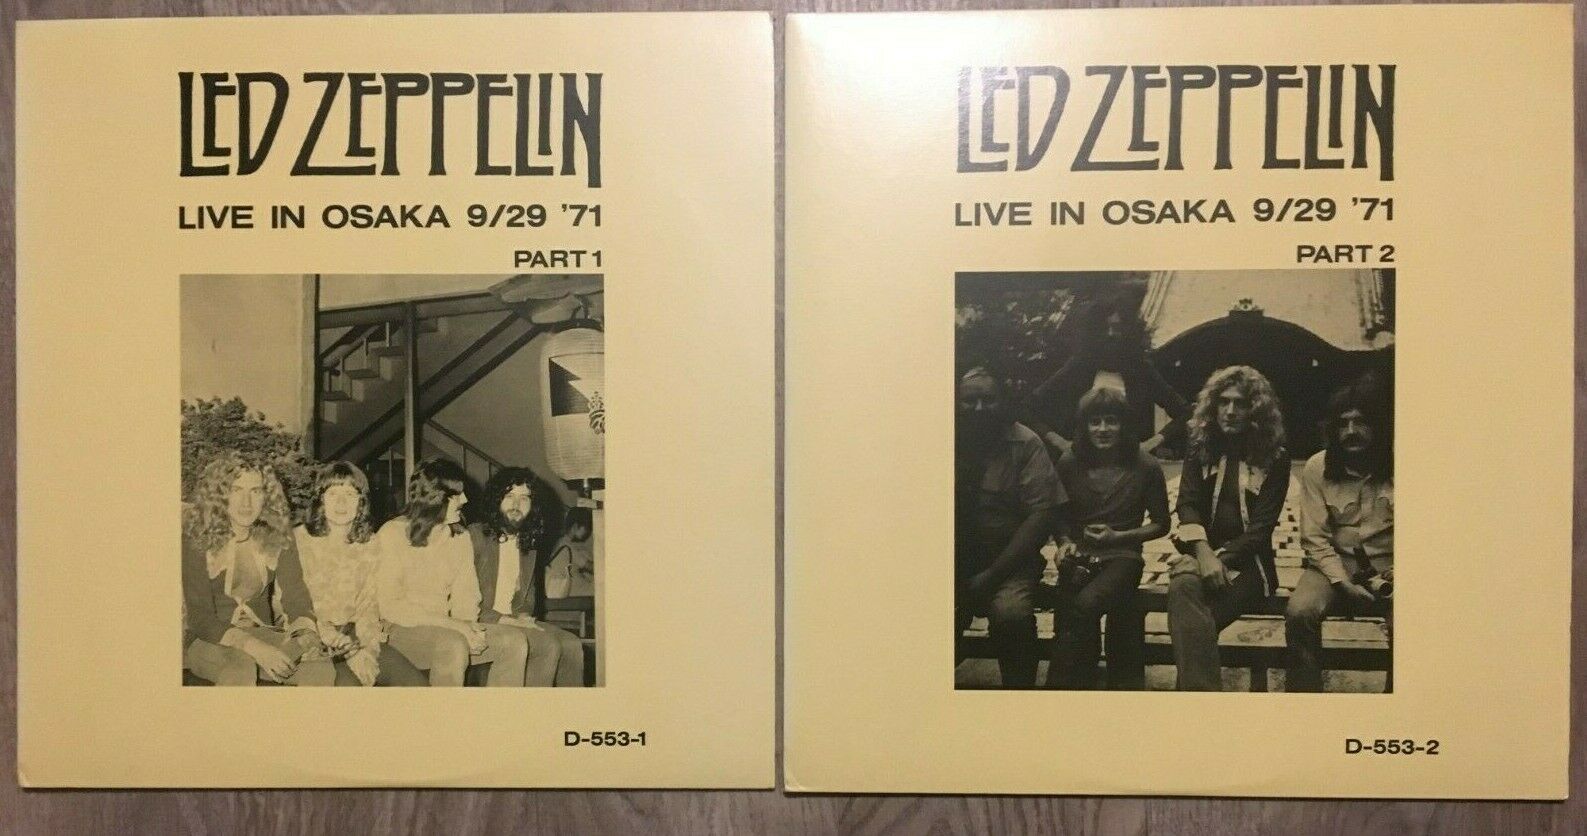 LED ZEPPELIN
LIVE IN OSAKA 9/29 '71
PART 1
D-553-1
LED ZEPPELIN
LIVE IN OSAKA 9/29 '71
PART 2
D-553-2